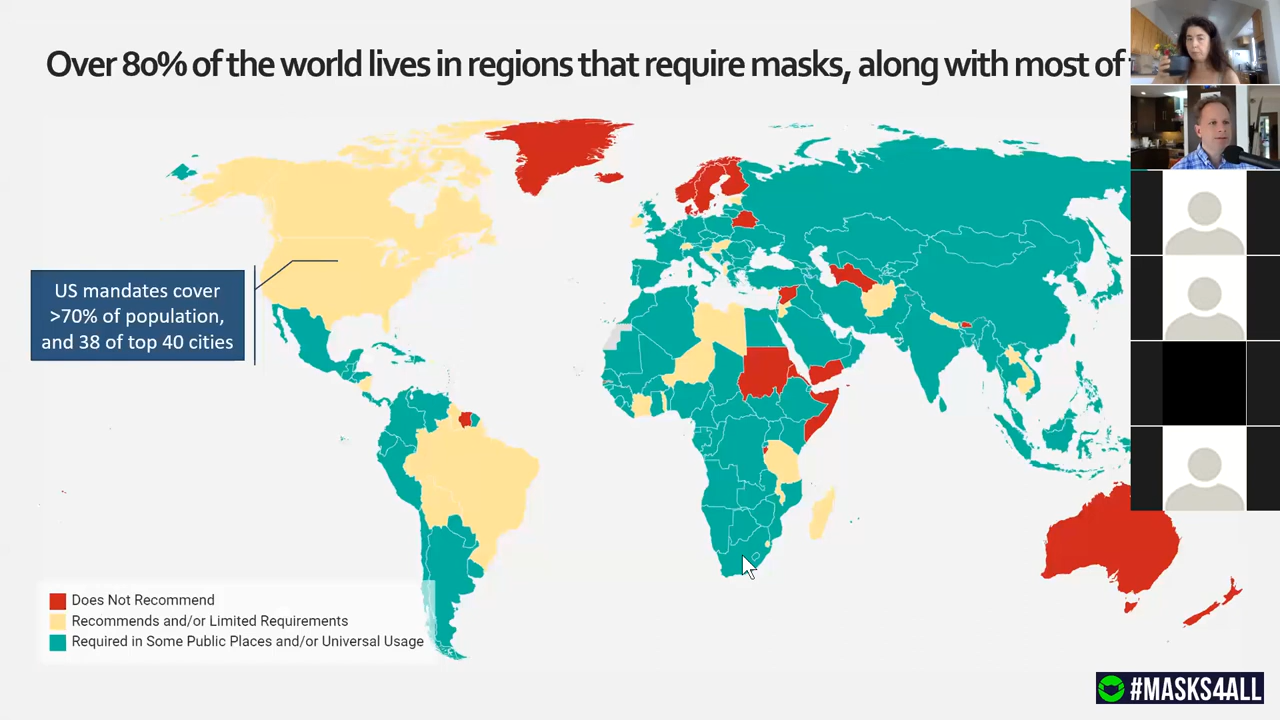 Over 80% of the world lives in regions that require masks, along with most of
US mandates cover
>70% of population,
and 38 of top 40 cities
Does Not Recommend
Recommends and/or Limited Requirements
Required in Some Public Places and/or Universal Usage
#MASKS4ALL